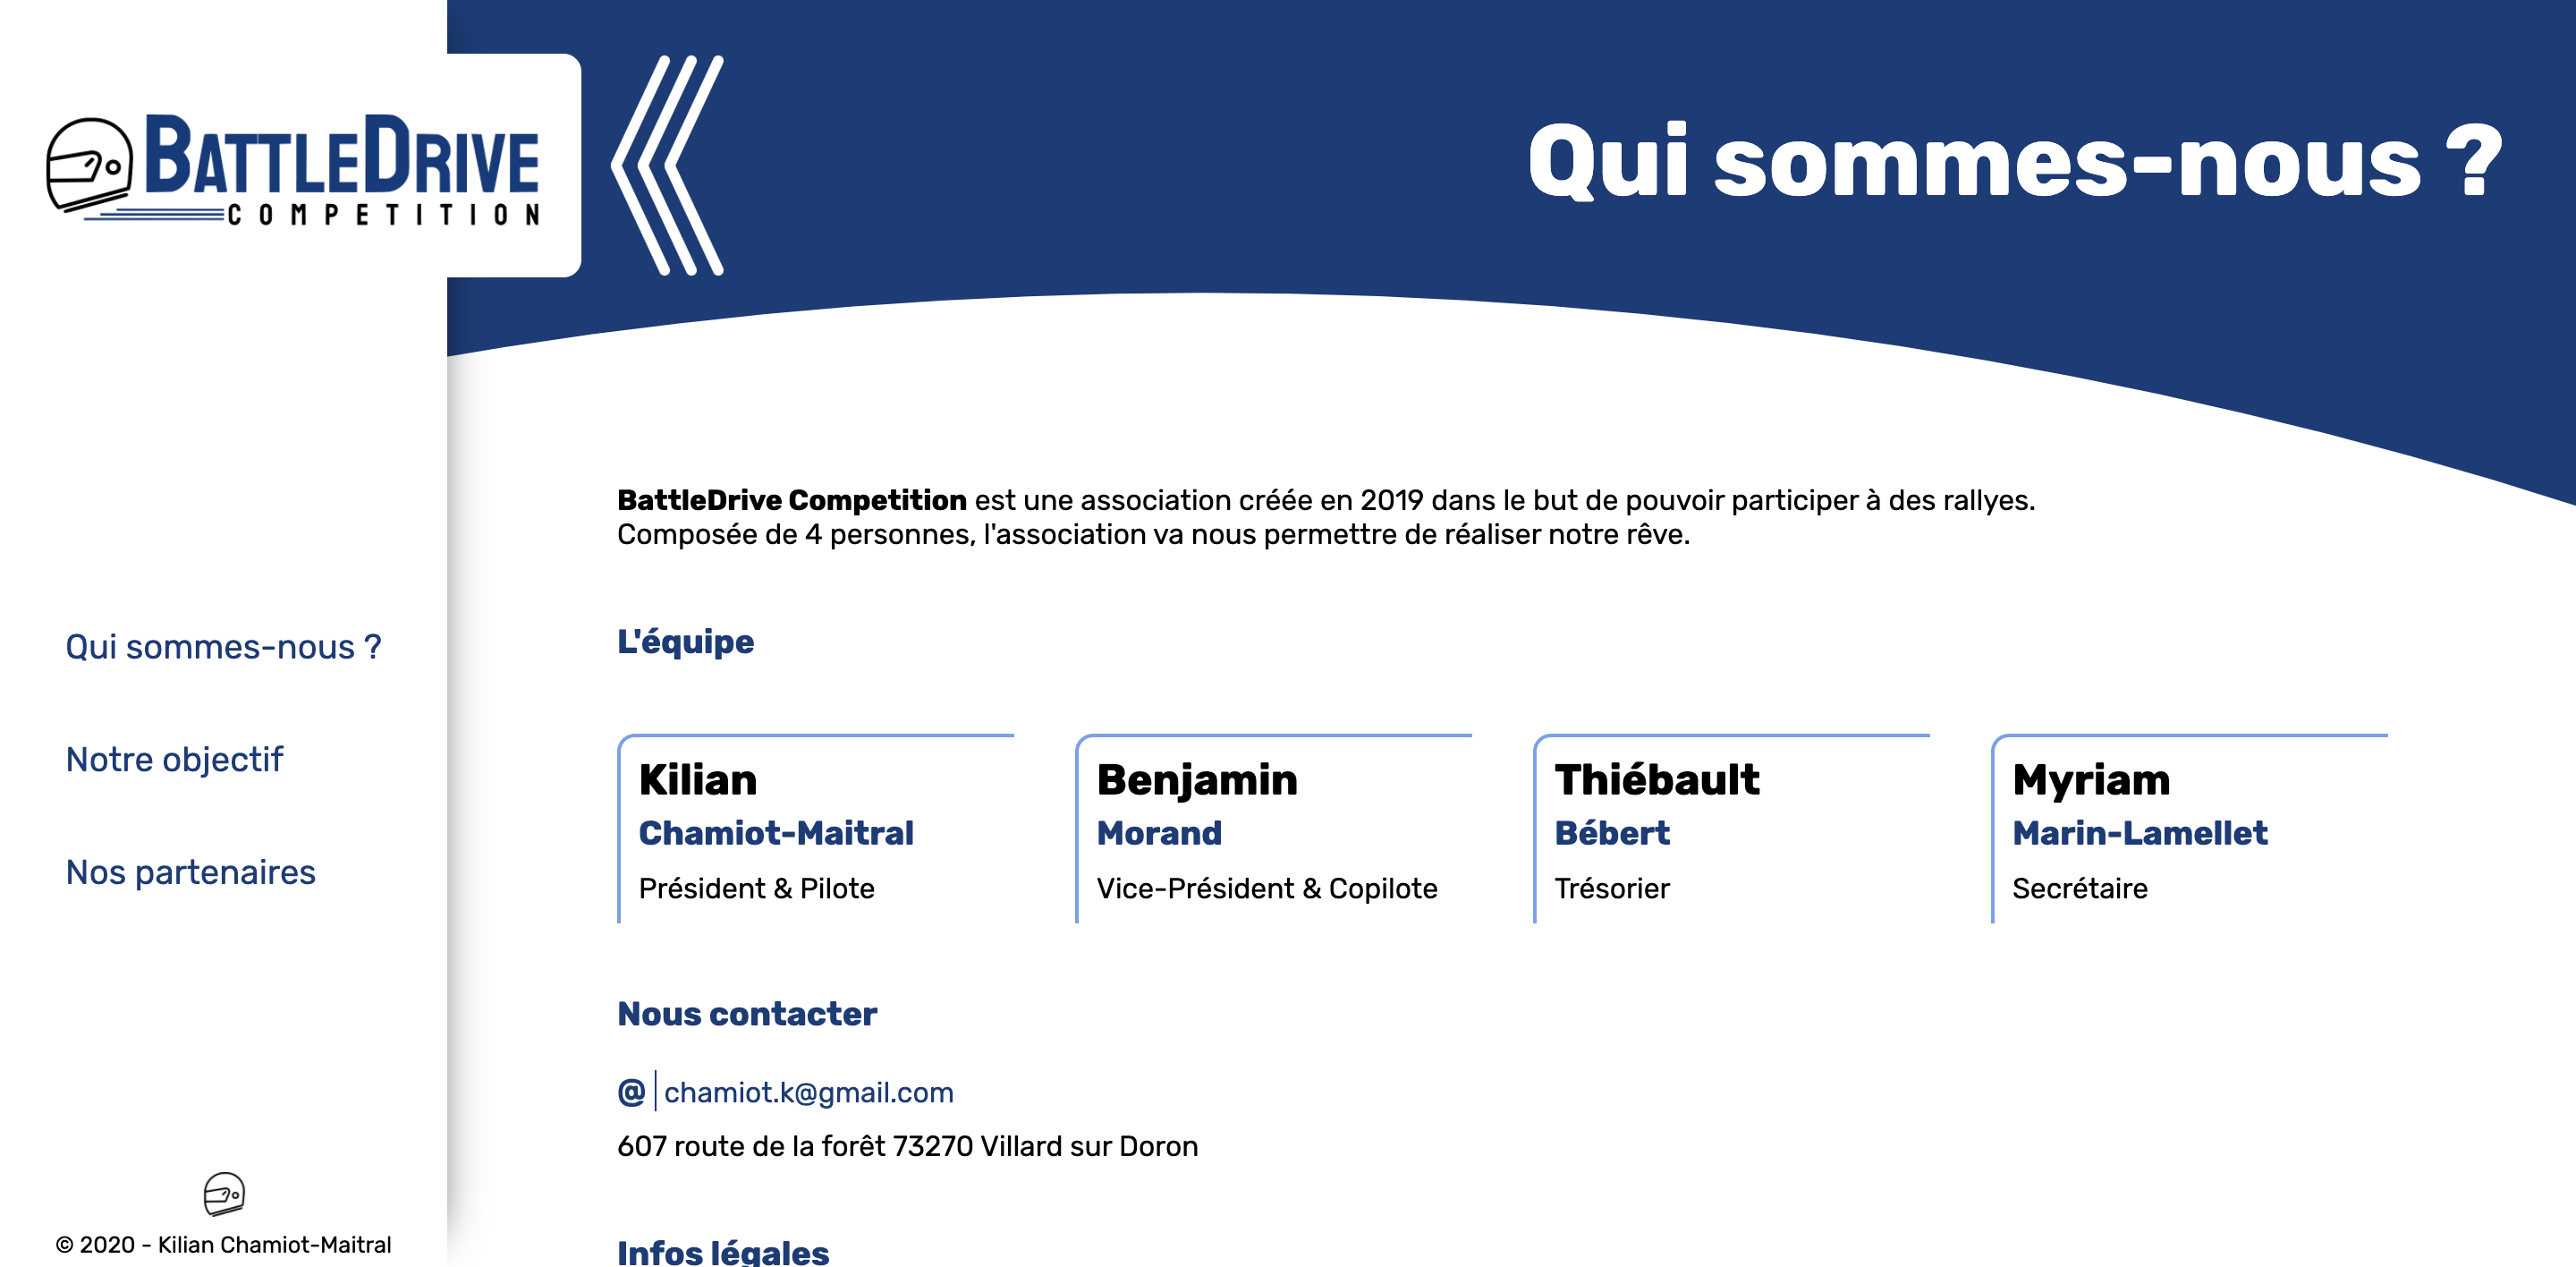 BATTLEDRIVE
COMPETITION
Qui sommes-nous ?
Qui sommes-nous ?
Notre objectif
Nos partenaires
© 2020 - Kilian Chamiot-Maitral
BattleDrive Competition est une association créée en 2019 dans le but de pouvoir participer à des rallyes.
Composée de 4 personnes, l'association va nous permettre de réaliser notre rêve.
L'équipe
Kilian
Chamiot-Maitral
Président & Pilote
Benjamin
Morand
Vice-Président & Copilote
Thiébault
Bébert
Trésorier
Myriam
Marin-Lamellet
Secrétaire
Nous contacter
@ chamiot.k@gmail.com
607 route de la forêt 73270 Villard sur Doron
Infos légales